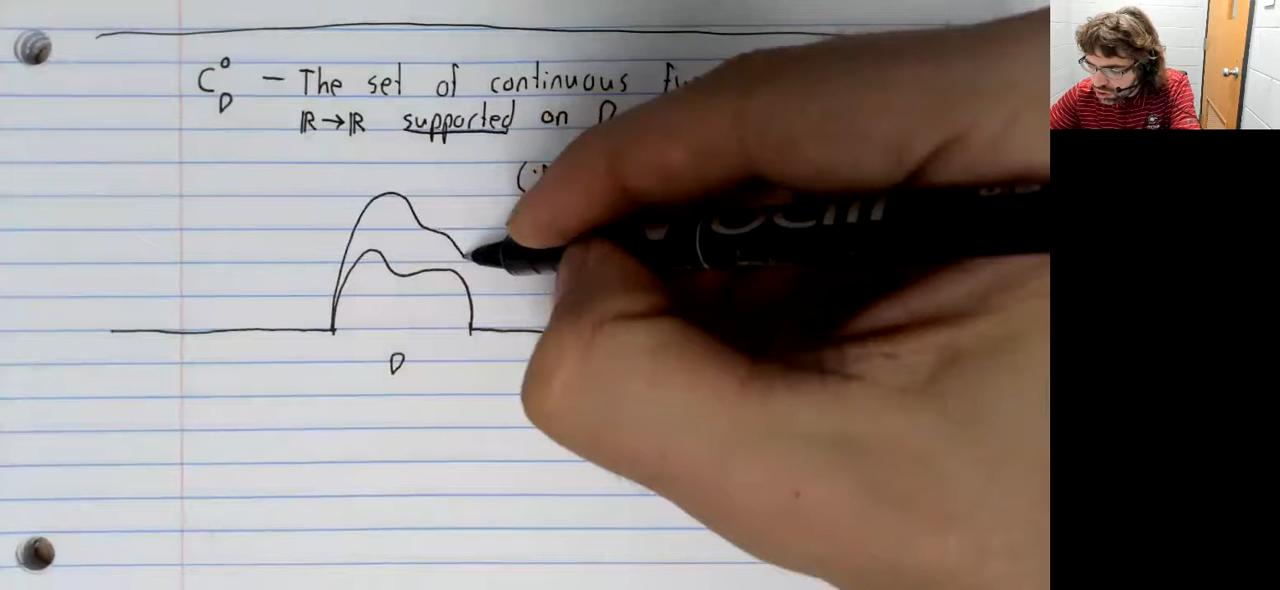 C⁰_D – The set of continuous
ℝ→ℝ supported on D
D